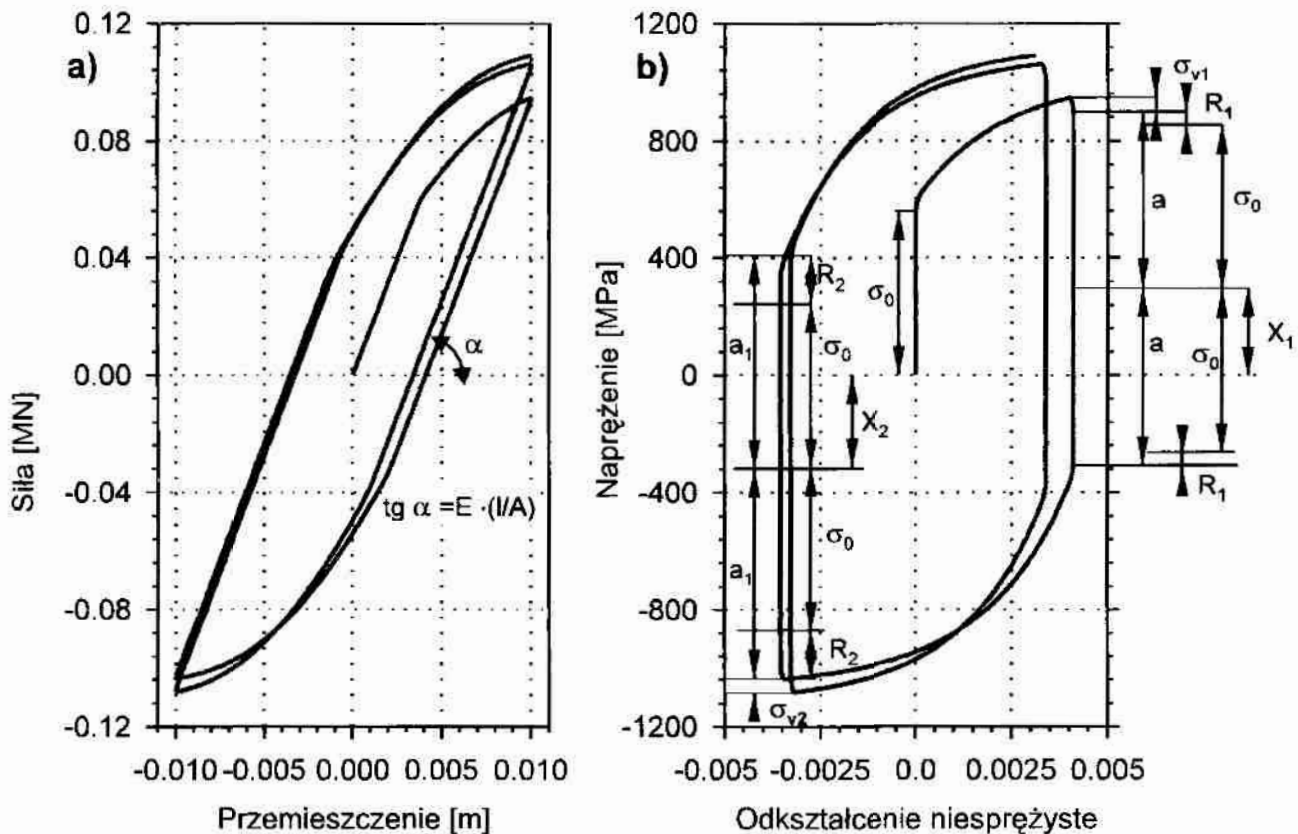 a)
0.12
0.08
0.04
0.00
-0.04
-0.08
-0.12
Siła [MN]
α
tg α =E ·(l/A)
-0.010 -0.005 0.000 0.005 0.010
Przemieszczenie [m]
b)
1200
800
400
0
-400
-800
-1200
Naprężenie [MPa]
σv1
R1
a
σ0
X1
a
σ0
R1
σ0
R2
a1
σ0
X2
a1
σ0
R2
σv2
-0.005 -0.0025 0.0 0.0025 0.005
Odkształcenie niesprężyste